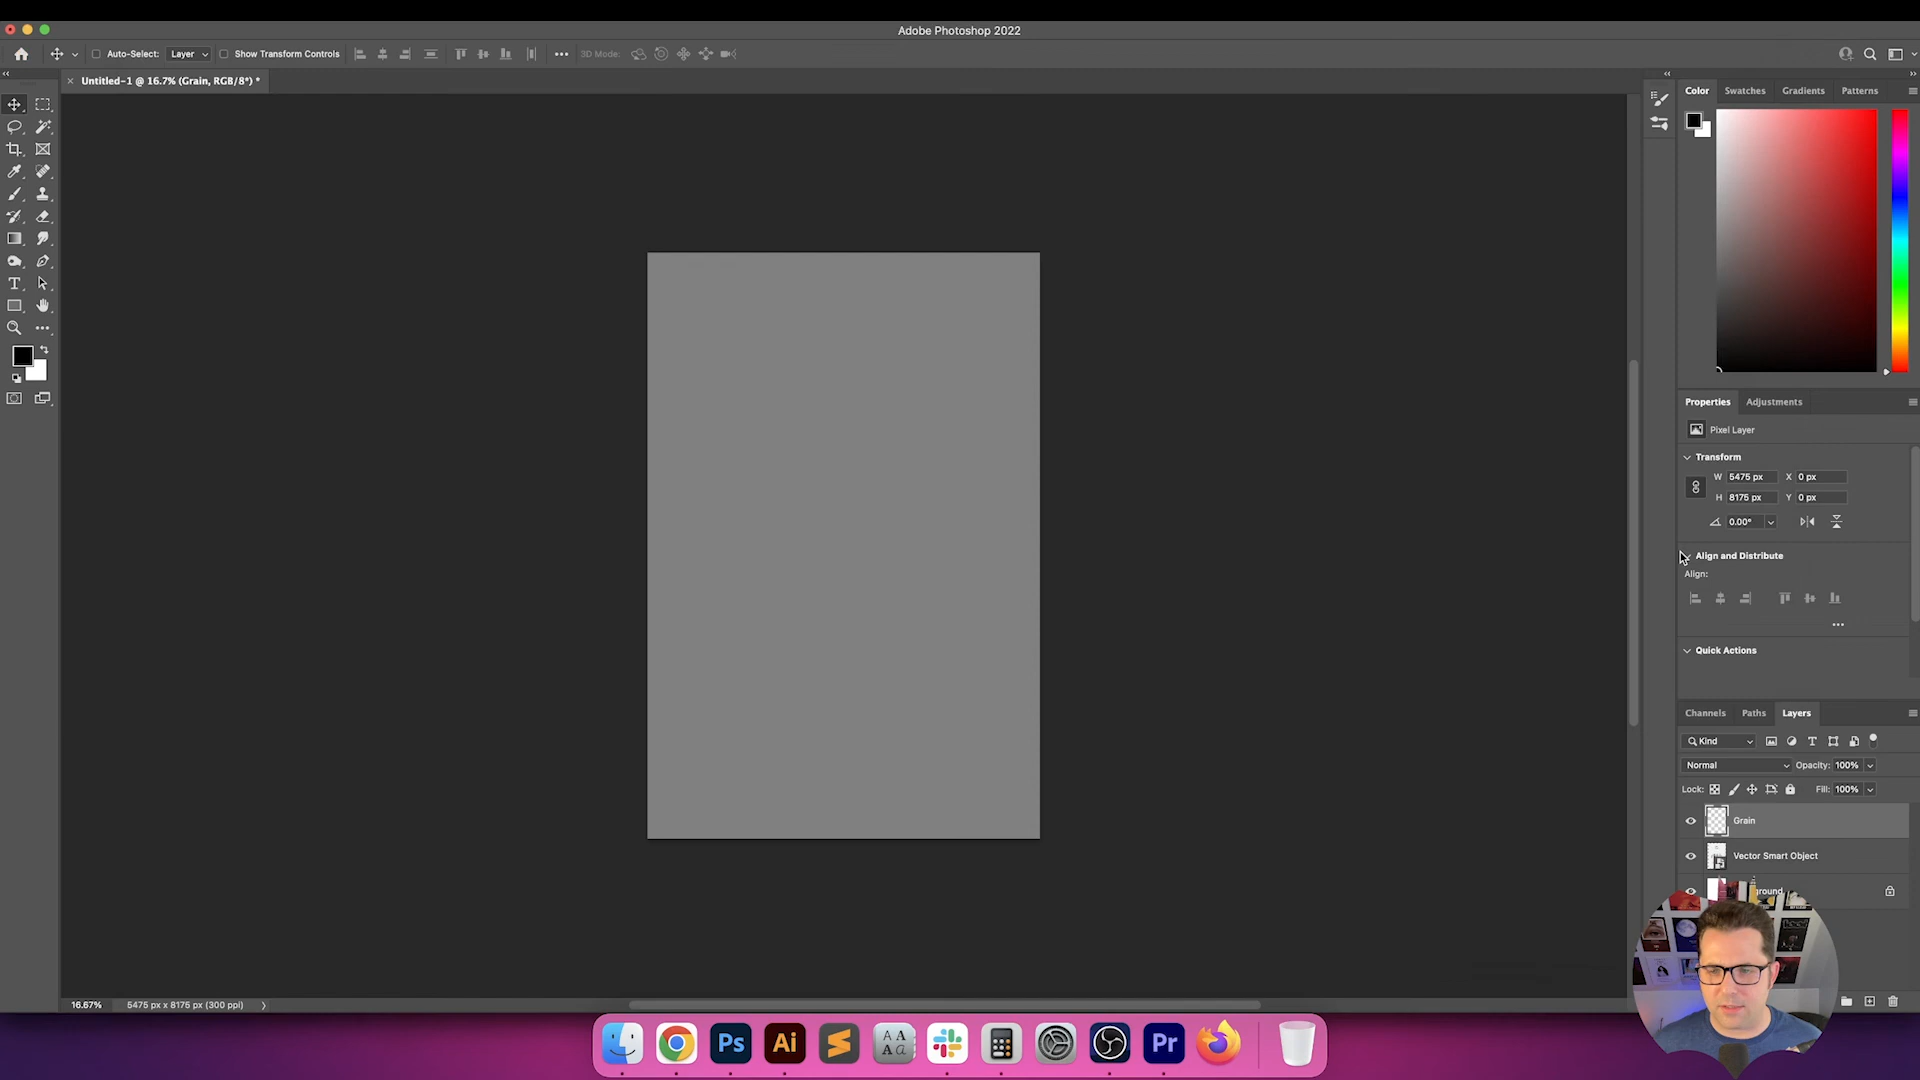 Adobe Photoshop 2022
Auto-Select: Layer Show Transform Controls 3D Mode:
Untitled-1 @ 16.7% (Grain, RGB/8*) *
Color Swatches Gradients Patterns
Properties Adjustments
Pixel Layer
Transform
W 5475 px X 0 px
H 8175 px Y 0 px
0.00°
Align and Distribute
Align:
Quick Actions
Channels Paths Layers
Kind
Normal Opacity: 100%
Lock: Fill: 100%
Grain
Vector Smart Object
16.67% 5475 px x 8175 px (300 ppi)
Ps Ai A A A a Pr